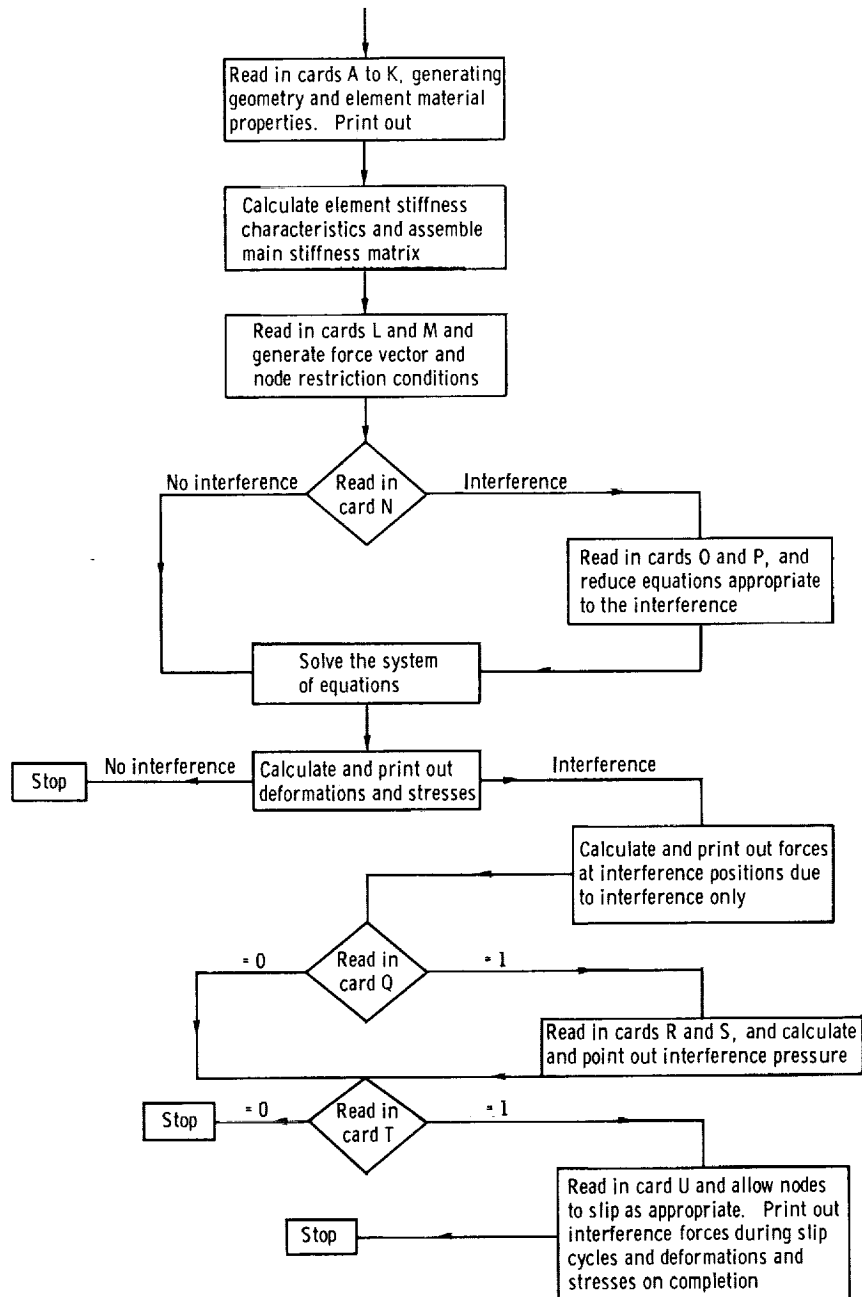 Read in cards A to K, generating
geometry and element material
properties. Print out
Calculate element stiffness
characteristics and assemble
main stiffness matrix
Read in cards L and M and
generate force vector and
node restriction conditions
No interference
Read in
card N
Interference
Read in cards O and P, and
reduce equations appropriate
to the interference
Solve the system
of equations
Stop
No interference
Calculate and print out
deformations and stresses
Interference
Calculate and print out forces
at interference positions due
to interference only
= 0
Read in
card Q
= 1
Read in cards R and S, and calculate
and point out interference pressure
Stop
= 0
Read in
card T
= 1
Read in card U and allow nodes
to slip as appropriate. Print out
interference forces during slip
cycles and deformations and
stresses on completion
Stop